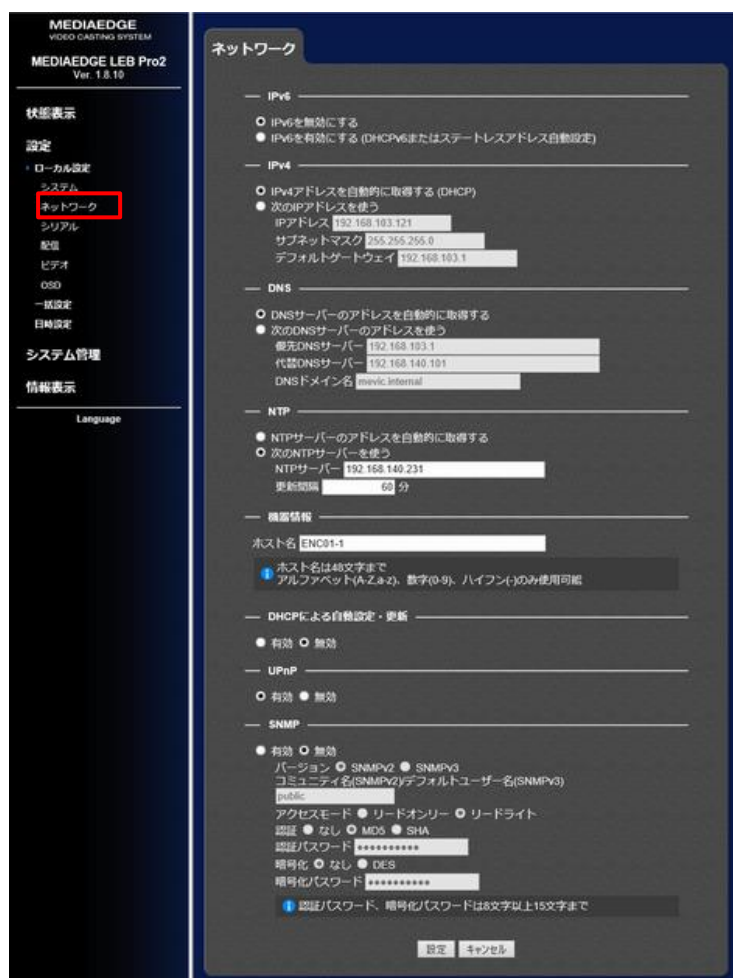 MEDIAEDGE
VIDEO CASTING SYSTEM
MEDIAEDGE LEB Pro2
Ver. 1.8.10
状態表示
設定
ローカル設定
システム
ネットワーク
シリアル
配信
ビデオ
OSD
一括設定
日時設定
システム管理
情報表示
Language
ネットワーク
IPv6
IPv6を無効にする
IPv6を有効にする (DHCPv6またはステートレスアドレス自動設定)
IPv4
IPv4アドレスを自動的に取得する (DHCP)
次のIPアドレスを使う
IPアドレス 192.168.103.121
サブネットマスク 255.255.255.0
デフォルトゲートウェイ 192.168.103.1
DNS
DNSサーバーのアドレスを自動的に取得する
次のDNSサーバーのアドレスを使う
優先DNSサーバー 192.168.103.1
代替DNSサーバー 192.168.140.101
DNSドメイン名 mevic.internal
NTP
NTPサーバーのアドレスを自動的に取得する
次のNTPサーバーを使う
NTPサーバー 192.168.140.231
更新間隔 60 分
機器情報
ホスト名 ENC01-1
ホスト名は48文字まで
アルファベット(A-Z,a-z)、数字(0-9)、ハイフン(-)のみ使用可能
DHCPによる自動設定・更新
有効 無効
UPnP
有効 無効
SNMP
有効 無効
バージョン SNMPv2 SNMPv3
コミュニティ名(SNMPv2)/デフォルトユーザー名(SNMPv3)
public
アクセスモード リードオンリー リードライト
認証 なし MD5 SHA
認証パスワード ••••••••••
暗号化 なし DES
暗号化パスワード ••••••••••
認証パスワード、暗号化パスワードは8文字以上15文字まで
設定 キャンセル